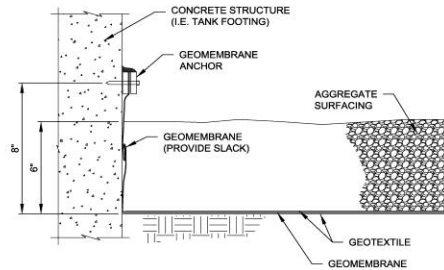 CONCRETE STRUCTURE
(I.E. TANK FOOTING)
GEOMEMBRANE
ANCHOR
AGGREGATE
SURFACING
GEOMEMBRANE
(PROVIDE SLACK)
8"
6"
GEOTEXTILE
GEOMEMBRANE